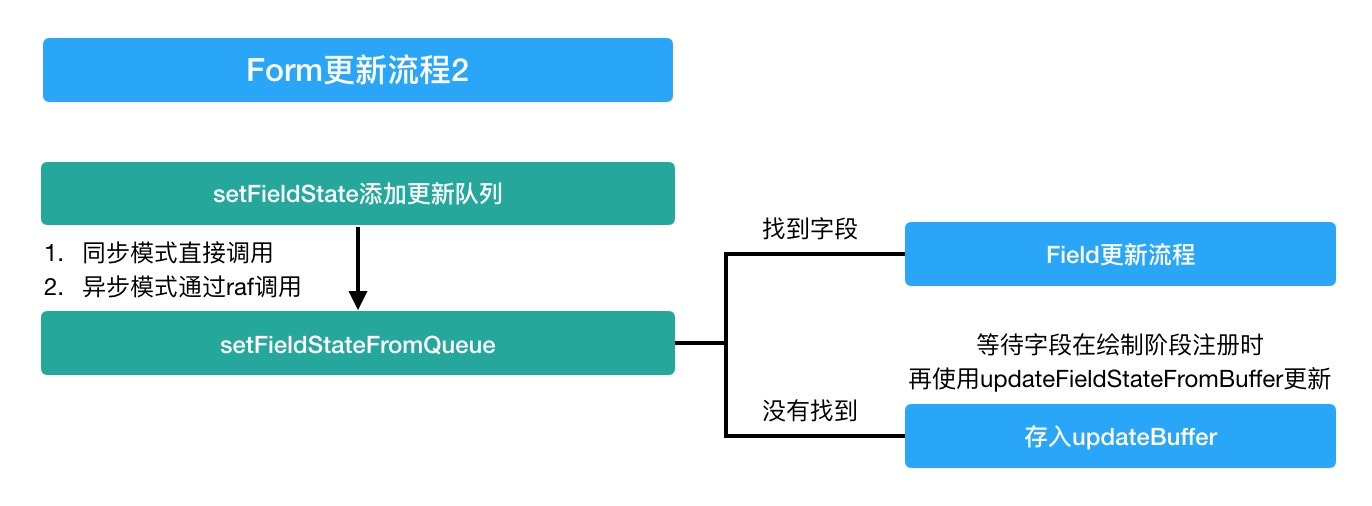 Form更新流程2
setFieldState添加更新队列
1. 同步模式直接调用
2. 异步模式通过raf调用
setFieldStateFromQueue
找到字段
Field更新流程
等待字段在绘制阶段注册时
再使用updateFieldStateFromBuffer更新
没有找到
存入updateBuffer